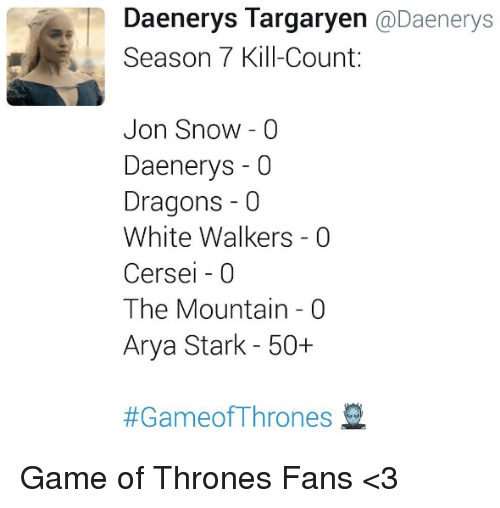 Daenerys Targaryen @Daenerys
Season 7 Kill-Count:
Jon Snow - 0
Daenerys - 0
Dragons - 0
White Walkers - 0
Cersei - 0
The Mountain - 0
Arya Stark - 50+
#GameofThrones
Game of Thrones Fans <3